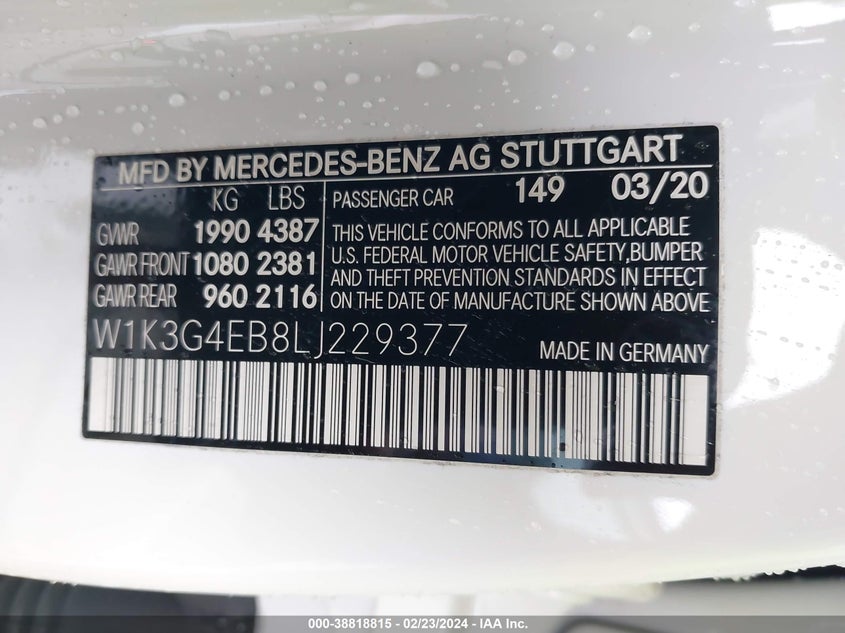 MFD BY MERCEDES-BENZ AG STUTTGART
KG LBS
GVWR 1990 4387
GAWR FRONT 1080 2381
GAWR REAR 960 2116
PASSENGER CAR 149 03/20
THIS VEHICLE CONFORMS TO ALL APPLICABLE
U.S. FEDERAL MOTOR VEHICLE SAFETY,BUMPER
AND THEFT PREVENTION STANDARDS IN EFFECT
ON THE DATE OF MANUFACTURE SHOWN ABOVE
W1K3G4EB8LJ229377
MADE IN GERMANY
000-38818815 - 02/23/2024 - IAA Inc.